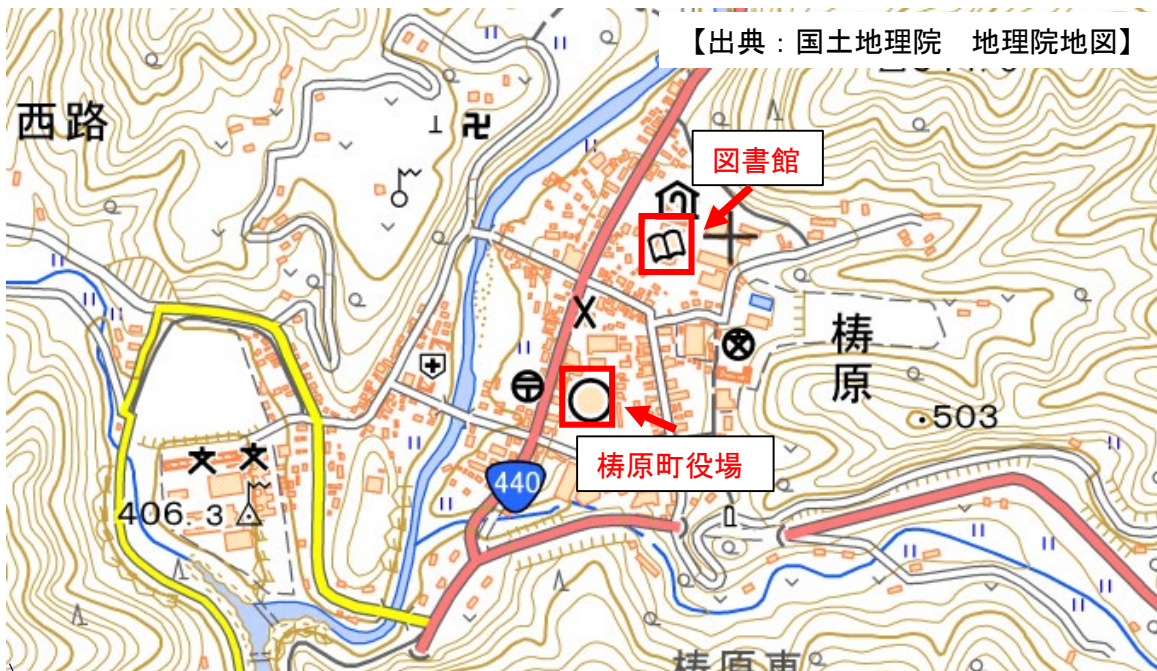 【出典：国土地理院　地理院地図】
西路
図書館
梼原
・503
梼原町役場
440
406.3
梼原東